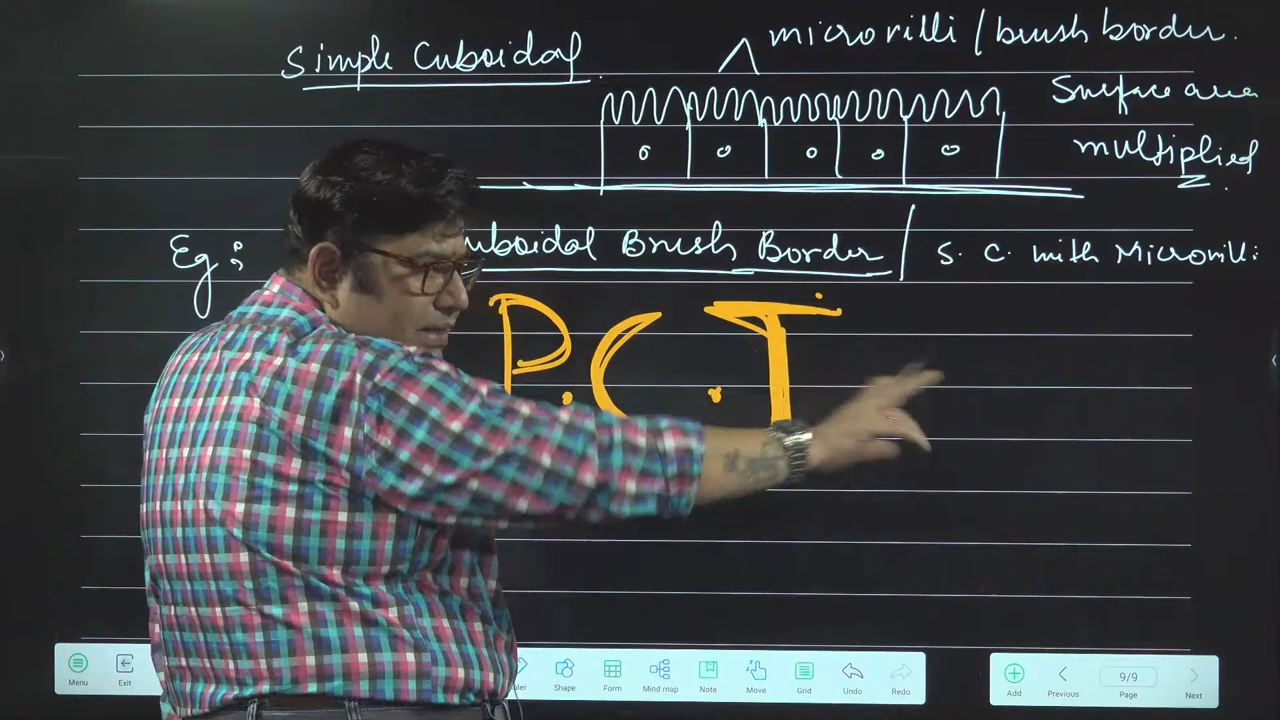 microvilli / brush border.
Simple Cuboidal
Surface area
multiplied
Eg: uboidal Brush Border / S. C. with Microvilli
P.C.T
Menu Exit uler Shape Form Mind map Note Move Grid Undo Redo Add Previous 9/9 Page Next